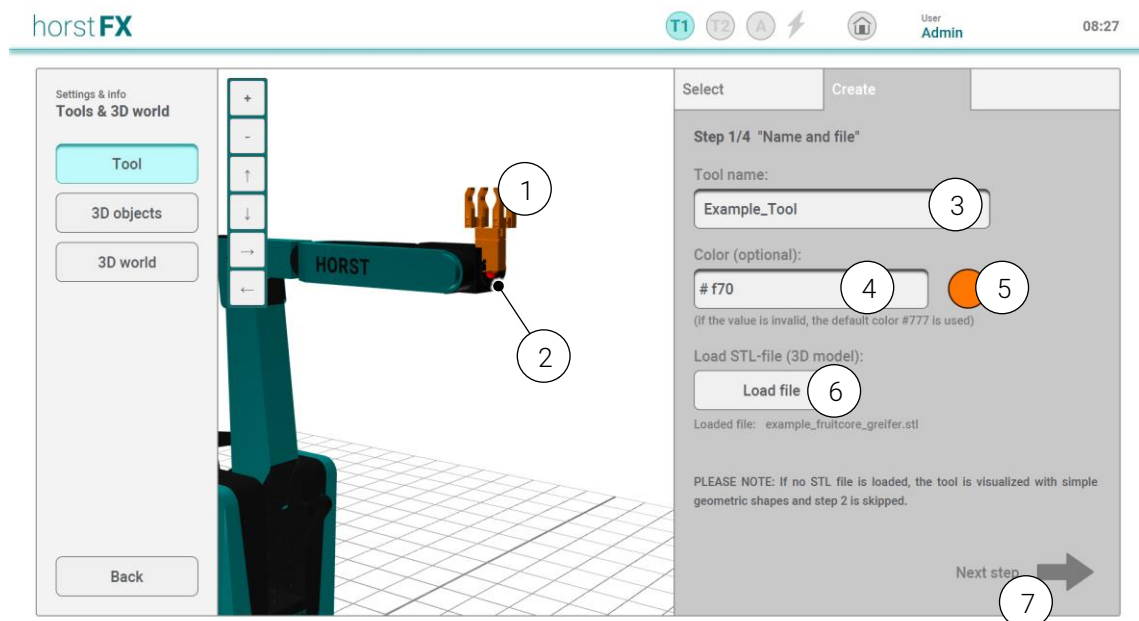 horstFX
T1 T2 A
User
Admin
08:27
Settings & info
Tools & 3D world
Tool
3D objects
3D world
Back
+
-
↑
↓
→
←
HORST
1
2
Select
Create
Step 1/4 "Name and file"
Tool name:
Example_Tool
3
Color (optional):
# f70
4
5
(if the value is invalid, the default color #777 is used)
Load STL-file (3D model):
Load file
6
Loaded file: example_fruitcore_greifer.stl
PLEASE NOTE: If no STL file is loaded, the tool is visualized with simple
geometric shapes and step 2 is skipped.
Next step
7